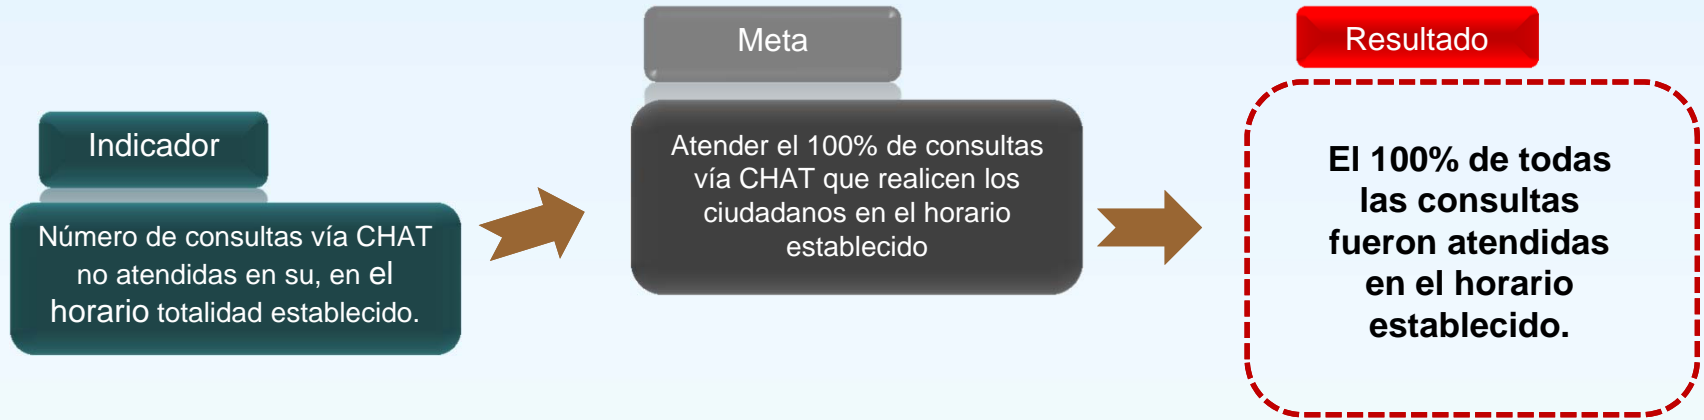 Indicador
Número de consultas vía CHAT
no atendidas en su, en el
horario totalidad establecido.
Meta
Atender el 100% de consultas
vía CHAT que realicen los
ciudadanos en el horario
establecido
Resultado
El 100% de todas
las consultas
fueron atendidas
en el horario
establecido.